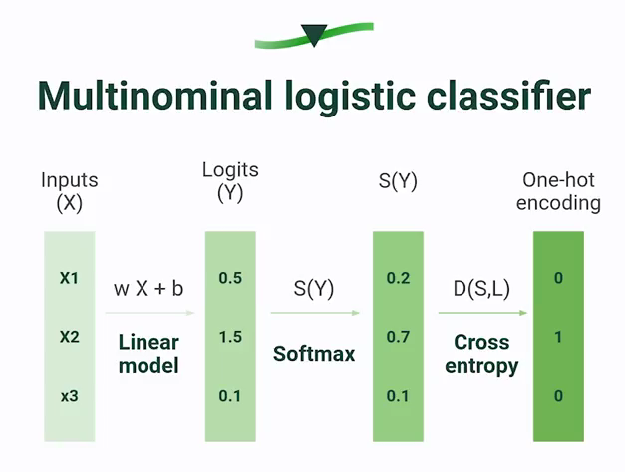 Multinominal logistic classifier
Inputs
(X)
Logits
(Y)
S(Y)
One-hot
encoding
X1
X2
x3
w X + b
Linear
model
0.5
1.5
0.1
S(Y)
Softmax
0.2
0.7
0.1
D(S,L)
Cross
entropy
0
1
0